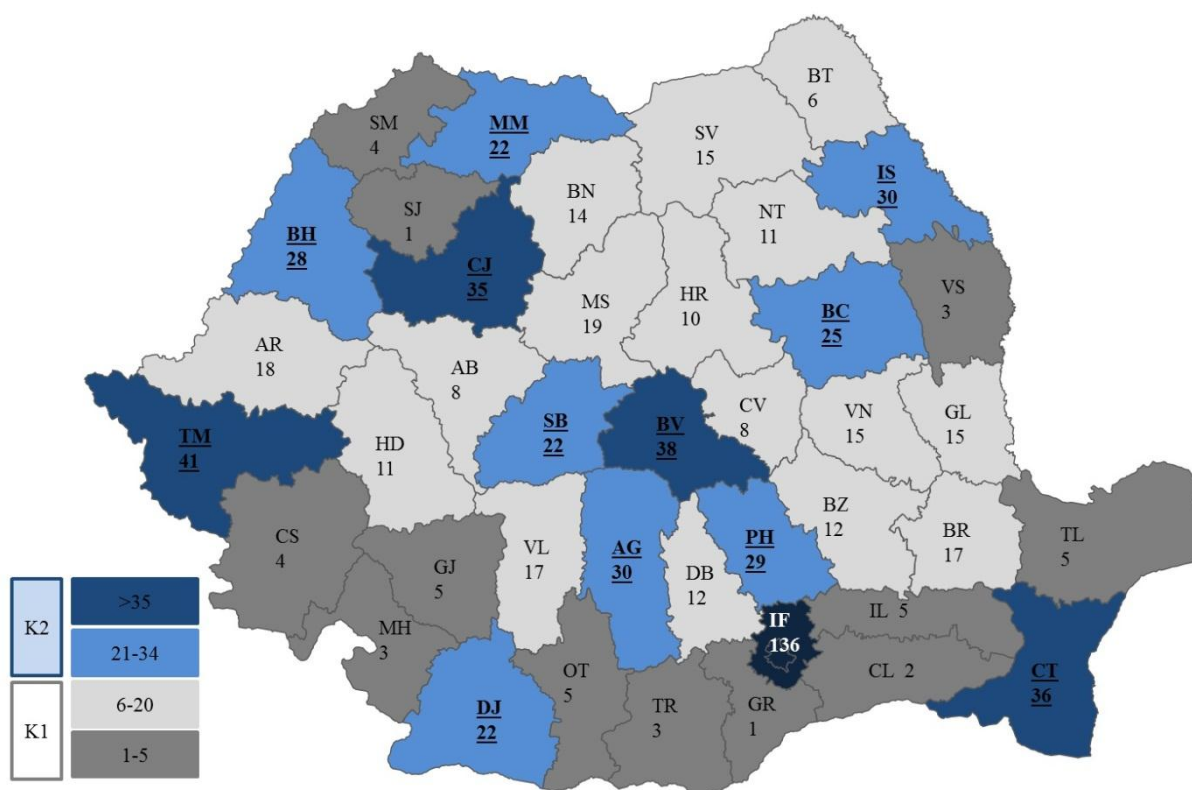 BT
6
SM
4
MM
22
SV
15
IS
30
BN
14
SJ
1
NT
11
BH
28
CJ
35
VS
3
MS
19
HR
10
BC
25
AR
18
AB
8
CV
8
VN
15
GL
15
SB
22
BV
38
TM
41
HD
11
BZ
12
BR
17
TL
5
CS
4
GJ
5
VL
17
AG
30
DB
12
PH
29
IF
136
IL 5
MH
3
OT
5
CL 2
CT
36
DJ
22
TR
3
GR
1
K2
>35
21-34
K1
6-20
1-5